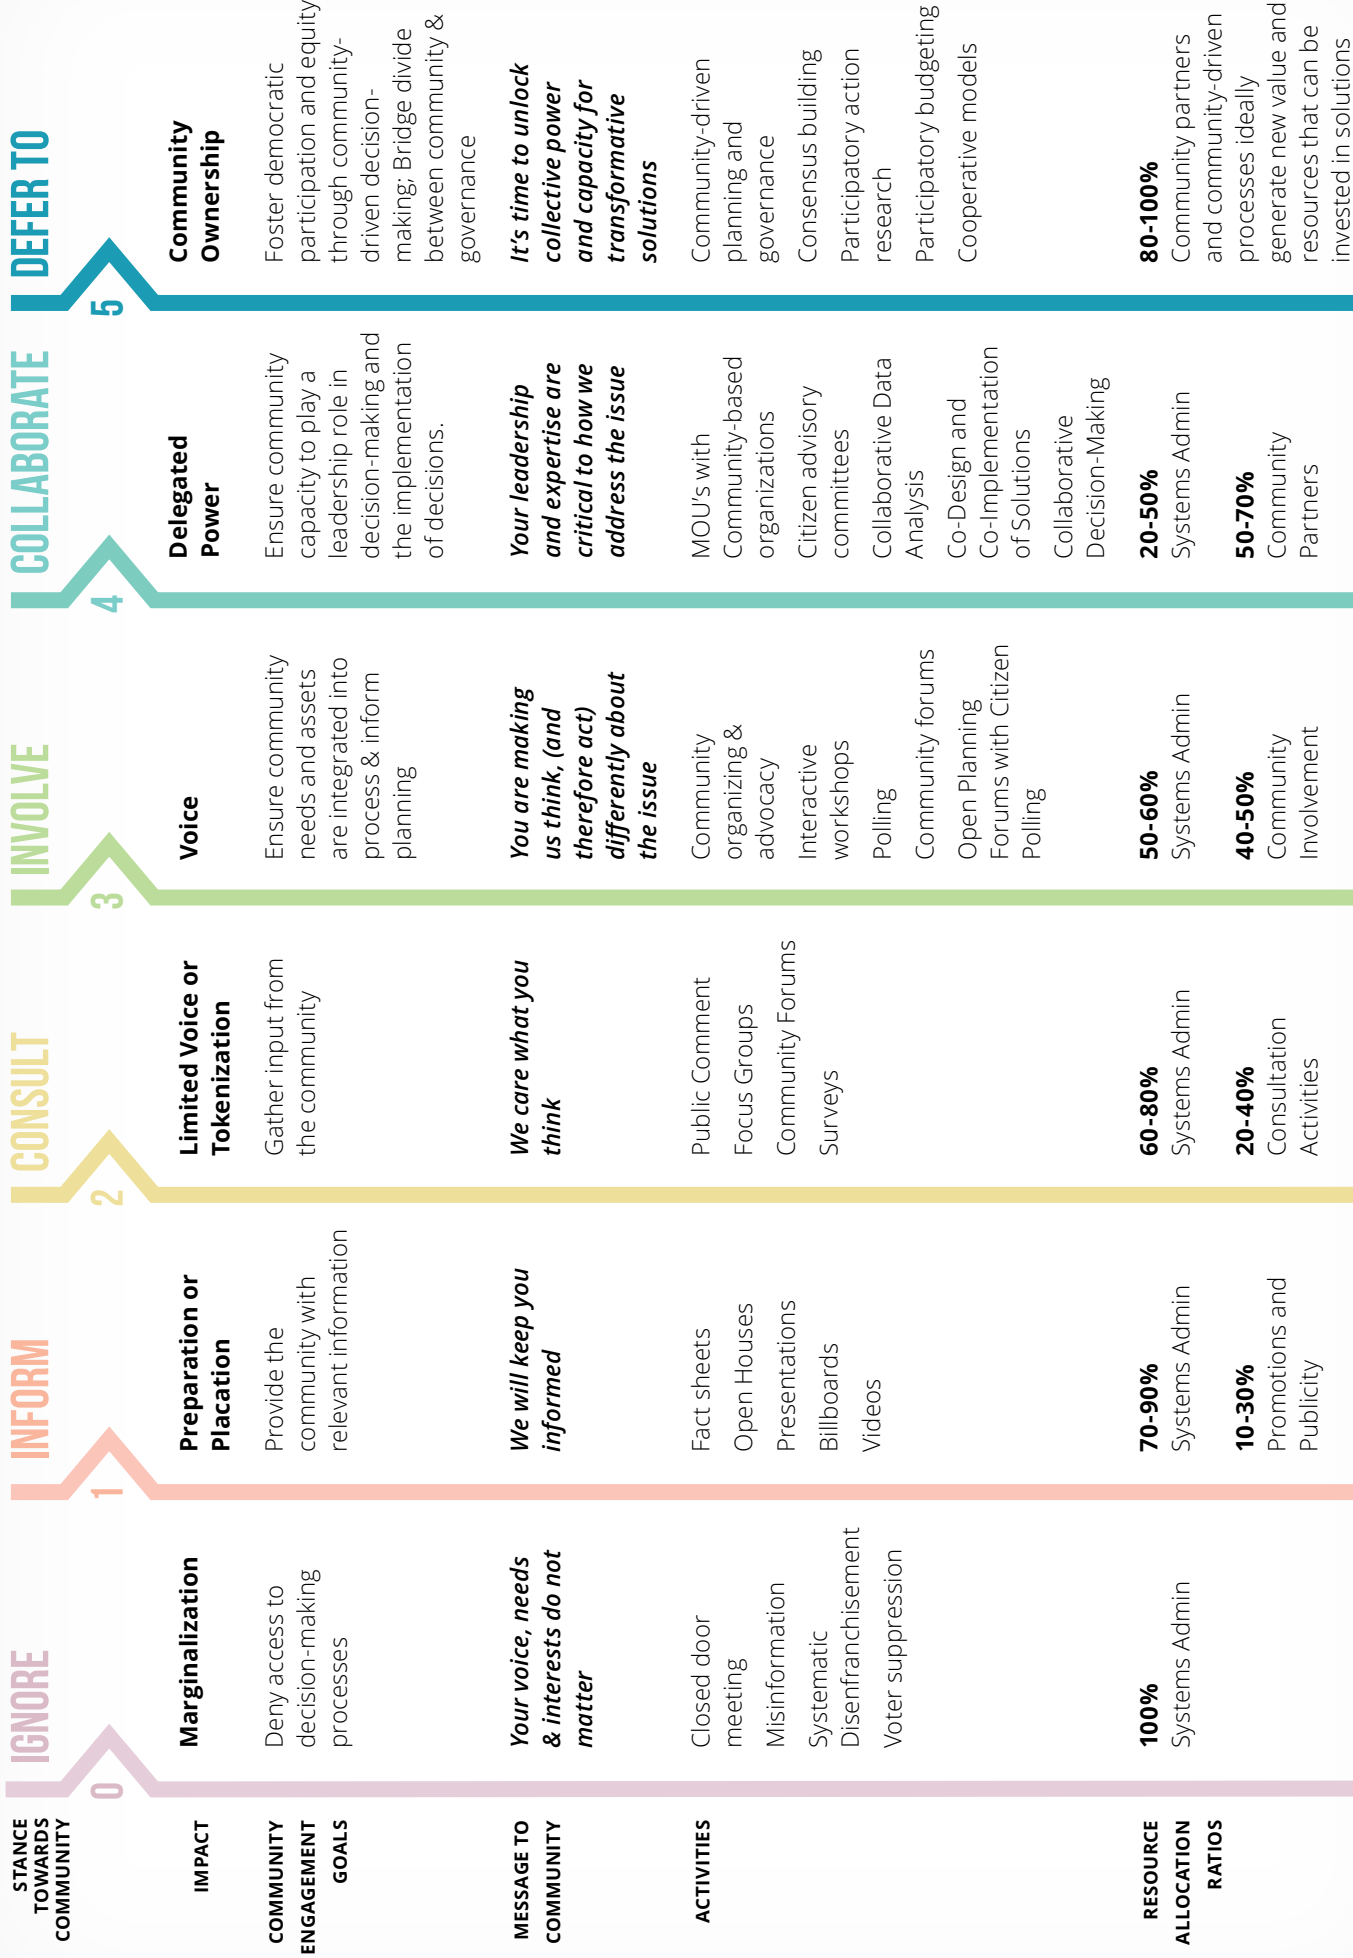 STANCE
TOWARDS
COMMUNITY
IGNORE
INFORM
CONSULT
INVOLVE
COLLABORATE
DEFER TO
0
1
2
3
4
5
IMPACT
Marginalization
Preparation or
Placation
Limited Voice or
Tokenization
Voice
Delegated
Power
Community
Ownership
COMMUNITY
ENGAGEMENT
GOALS
Deny access to
decision-making
processes
Provide the
community with
relevant information
Gather input from
the community
Ensure community
needs and assets
are integrated into
process & inform
planning
Ensure community
capacity to play a
leadership role in
decision-making and
the implementation
of decisions.
Foster democratic
participation and equity
through community-
driven decision-
making; Bridge divide
between community &
governance
MESSAGE TO
COMMUNITY
Your voice, needs
& interests do not
matter
We will keep you
informed
We care what you
think
You are making
us think, (and
therefore act)
differently about
the issue
Your leadership
and expertise are
critical to how we
address the issue
It's time to unlock
collective power
and capacity for
transformative
solutions
ACTIVITIES
Closed door
meeting
Misinformation
Systematic
Disenfranchisement
Voter suppression
Fact sheets
Open Houses
Presentations
Billboards
Videos
Public Comment
Focus Groups
Community Forums
Surveys
Community
organizing &
advocacy
Interactive
workshops
Polling
Community forums
Open Planning
Forums with Citizen
Polling
MOU's with
Community-based
organizations
Citizen advisory
committees
Collaborative Data
Analysis
Co-Design and
Co-Implementation
of Solutions
Collaborative
Decision-Making
Community-driven
planning and
governance
Consensus building
Participatory action
research
Participatory budgeting
Cooperative models
RESOURCE
ALLOCATION
RATIOS
100%
Systems Admin
70-90%
Systems Admin
10-30%
Promotions and
Publicity
60-80%
Systems Admin
20-40%
Consultation
Activities
50-60%
Systems Admin
40-50%
Community
Involvement
20-50%
Systems Admin
50-70%
Community
Partners
80-100%
Community partners
and community-driven
processes ideally
generate new value and
resources that can be
invested in solutions